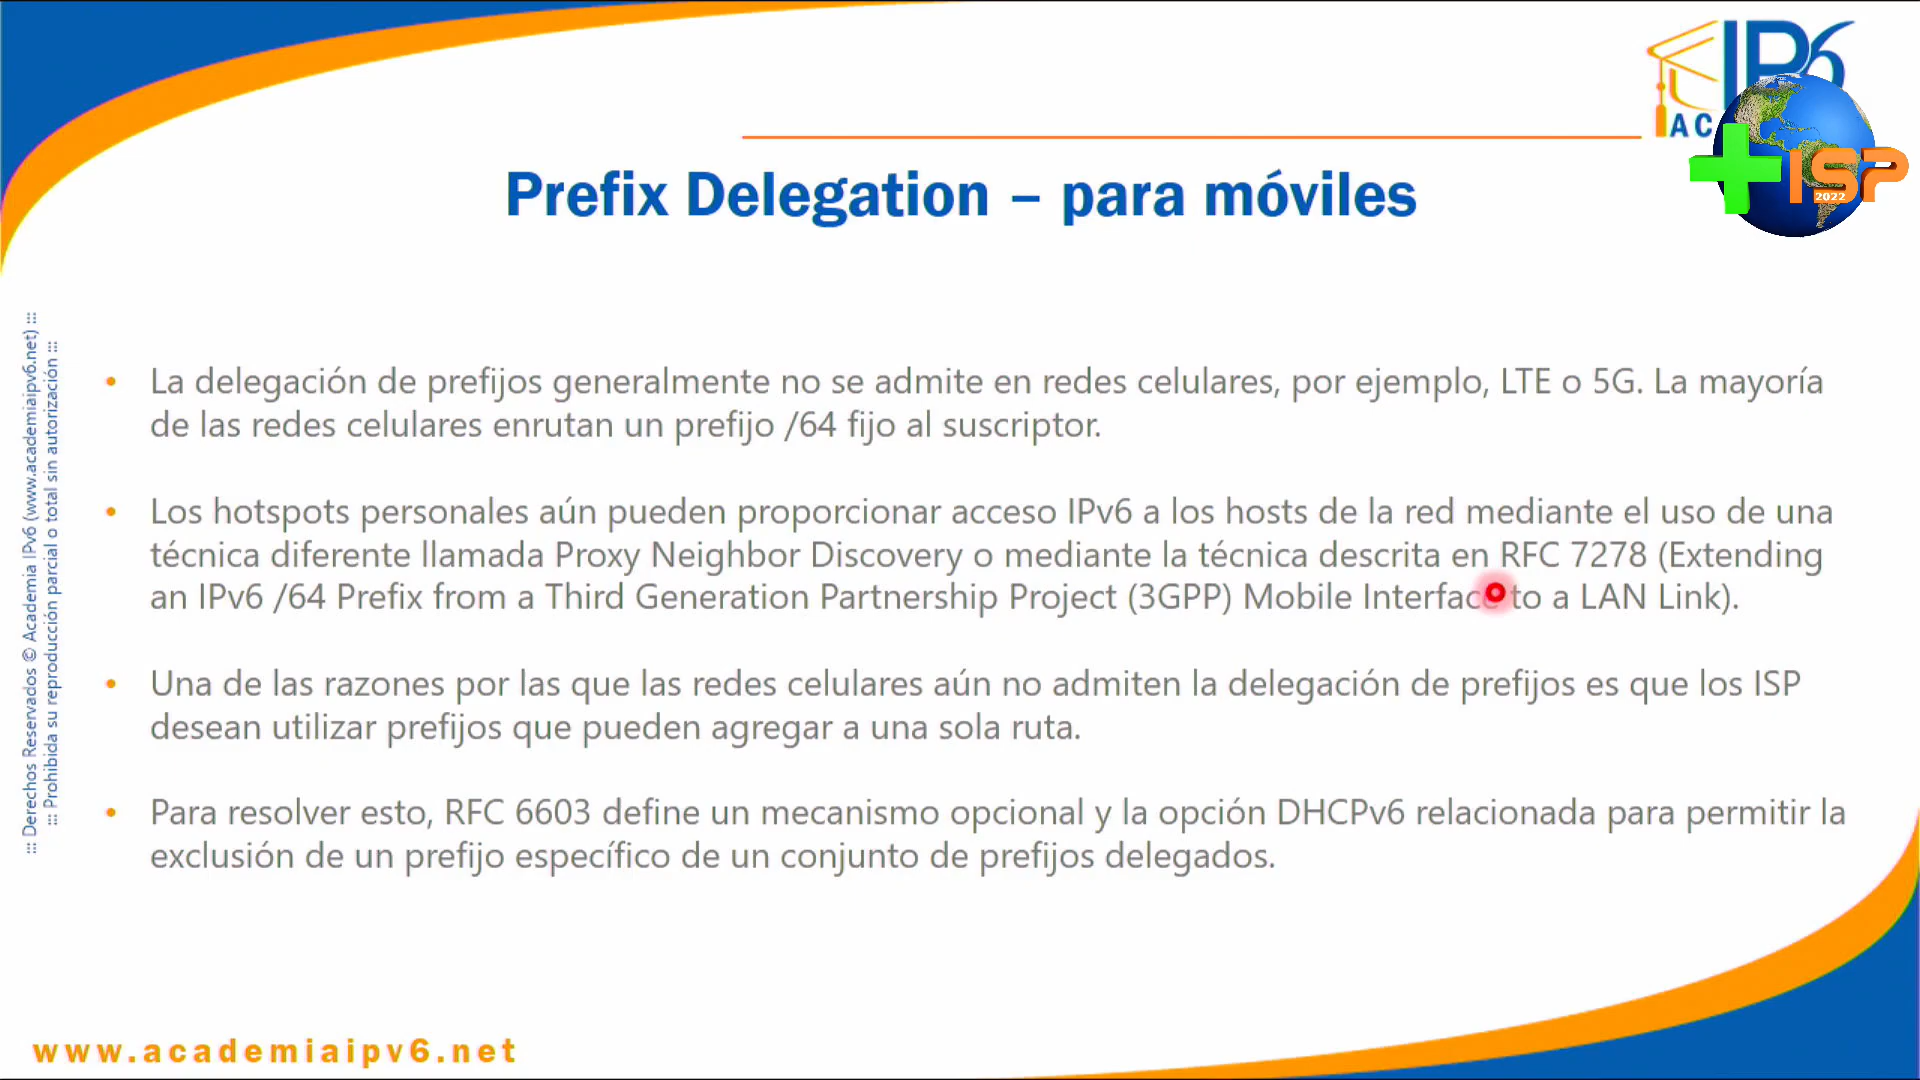 IP6
AC
+ISP
2022
Prefix Delegation – para móviles
• La delegación de prefijos generalmente no se admite en redes celulares, por ejemplo, LTE o 5G. La mayoría
de las redes celulares enrutan un prefijo /64 fijo al suscriptor.
• Los hotspots personales aún pueden proporcionar acceso IPv6 a los hosts de la red mediante el uso de una
técnica diferente llamada Proxy Neighbor Discovery o mediante la técnica descrita en RFC 7278 (Extending
an IPv6 /64 Prefix from a Third Generation Partnership Project (3GPP) Mobile Interface to a LAN Link).
• Una de las razones por las que las redes celulares aún no admiten la delegación de prefijos es que los ISP
desean utilizar prefijos que pueden agregar a una sola ruta.
• Para resolver esto, RFC 6603 define un mecanismo opcional y la opción DHCPv6 relacionada para permitir la
exclusión de un prefijo específico de un conjunto de prefijos delegados.
::: Derechos Reservados © Academia IPv6 (www.academiaipv6.net) :::
::: Prohibida su reproducción parcial o total sin autorización :::
www.academiaipv6.net